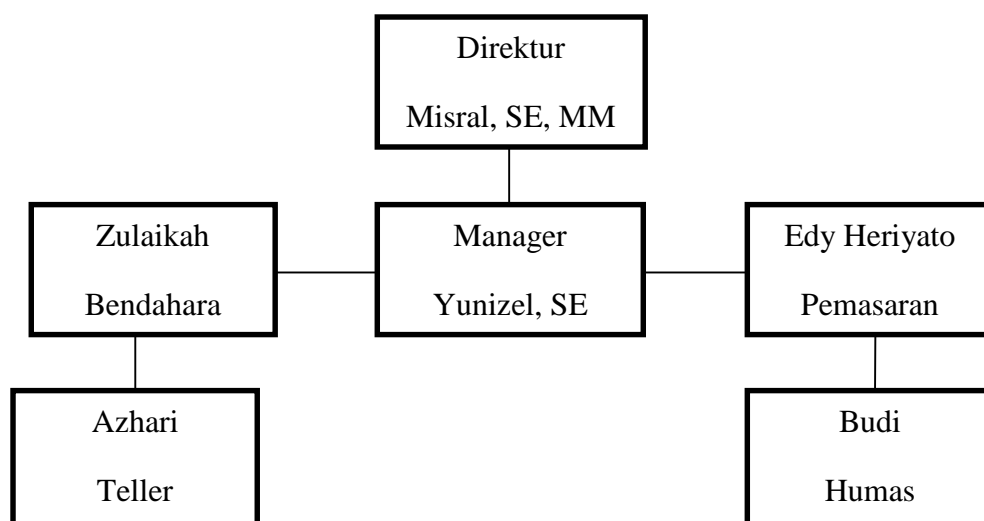 Direktur
Misral, SE, MM
Zulaikah
Bendahara
Manager
Yunizel, SE
Edy Heriyato
Pemasaran
Azhari
Teller
Budi
Humas